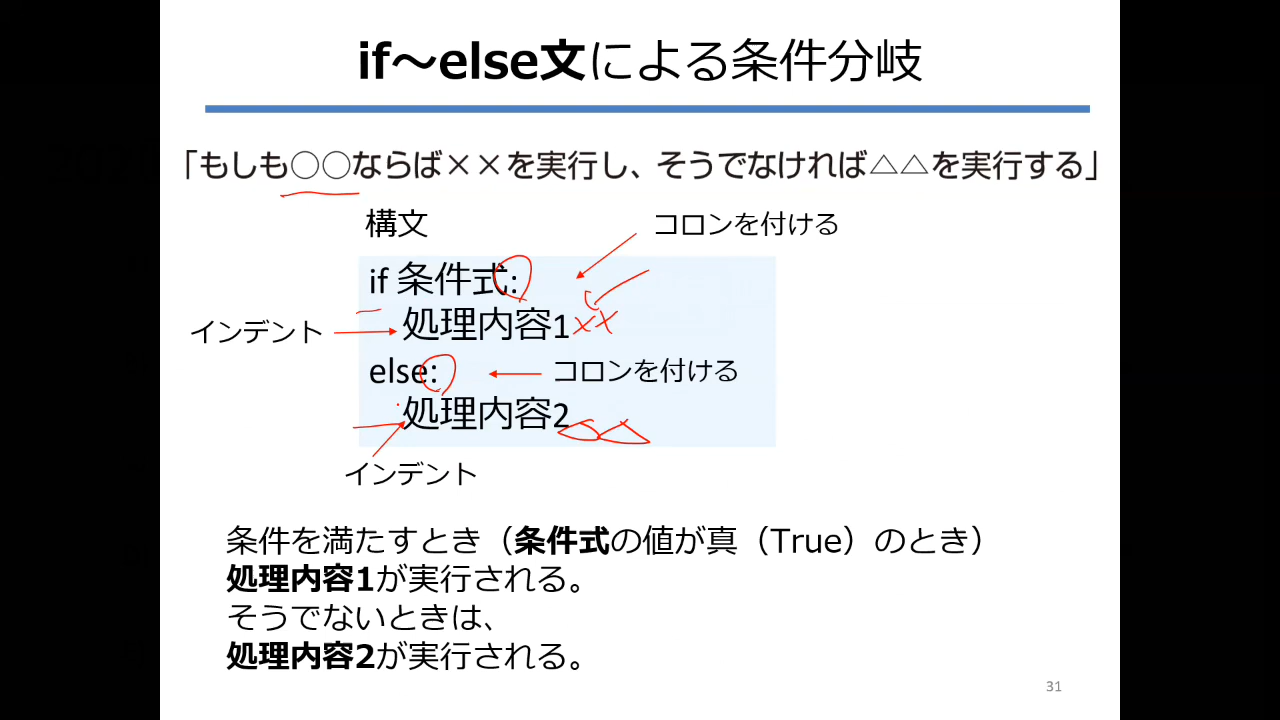 if～else文による条件分岐
「もしも○○ならば××を実行し、そうでなければ△△を実行する」
構文
コロンを付ける
if 条件式:
インデント
処理内容1××
else:
コロンを付ける
処理内容2△△
インデント
条件を満たすとき（条件式の値が真（True）のとき）
処理内容1が実行される。
そうでないときは、
処理内容2が実行される。
31